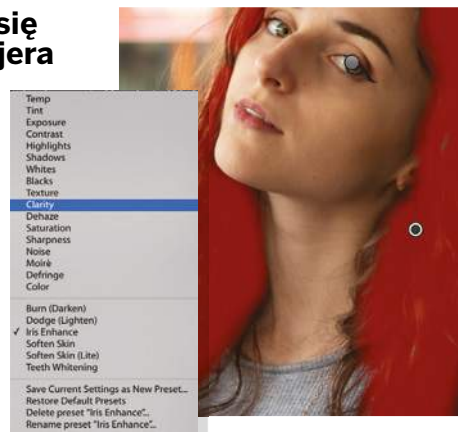 się
jera
Temp
Tint
Exposure
Contrast
Highlights
Shadows
Whites
Blacks
Texture
Clarity
Dehaze
Saturation
Sharpness
Noise
Moirè
Defringe
Color
Burn (Darken)
Dodge (Lighten)
✓ Iris Enhance
Soften Skin
Soften Skin (Lite)
Teeth Whitening
Save Current Settings as New Preset...
Restore Default Presets
Delete preset "Iris Enhance"...
Rename preset "Iris Enhance"...